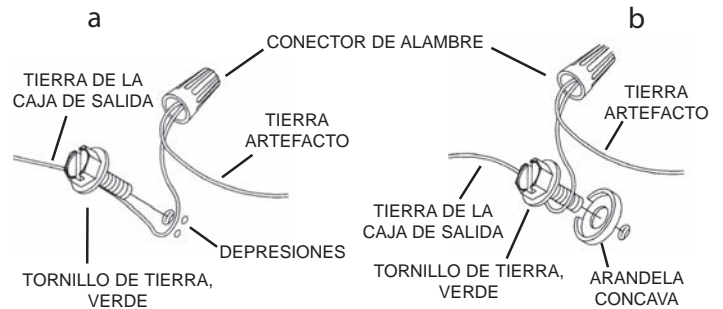 a
b
CONECTOR DE ALAMBRE
TIERRA DE LA
CAJA DE SALIDA
TIERRA
ARTEFACTO
DEPRESIONES
TORNILLO DE TIERRA,
VERDE
TIERRA
ARTEFACTO
TIERRA DE LA
CAJA DE SALIDA
TORNILLO DE TIERRA,
VERDE
ARANDELA
CONCAVA